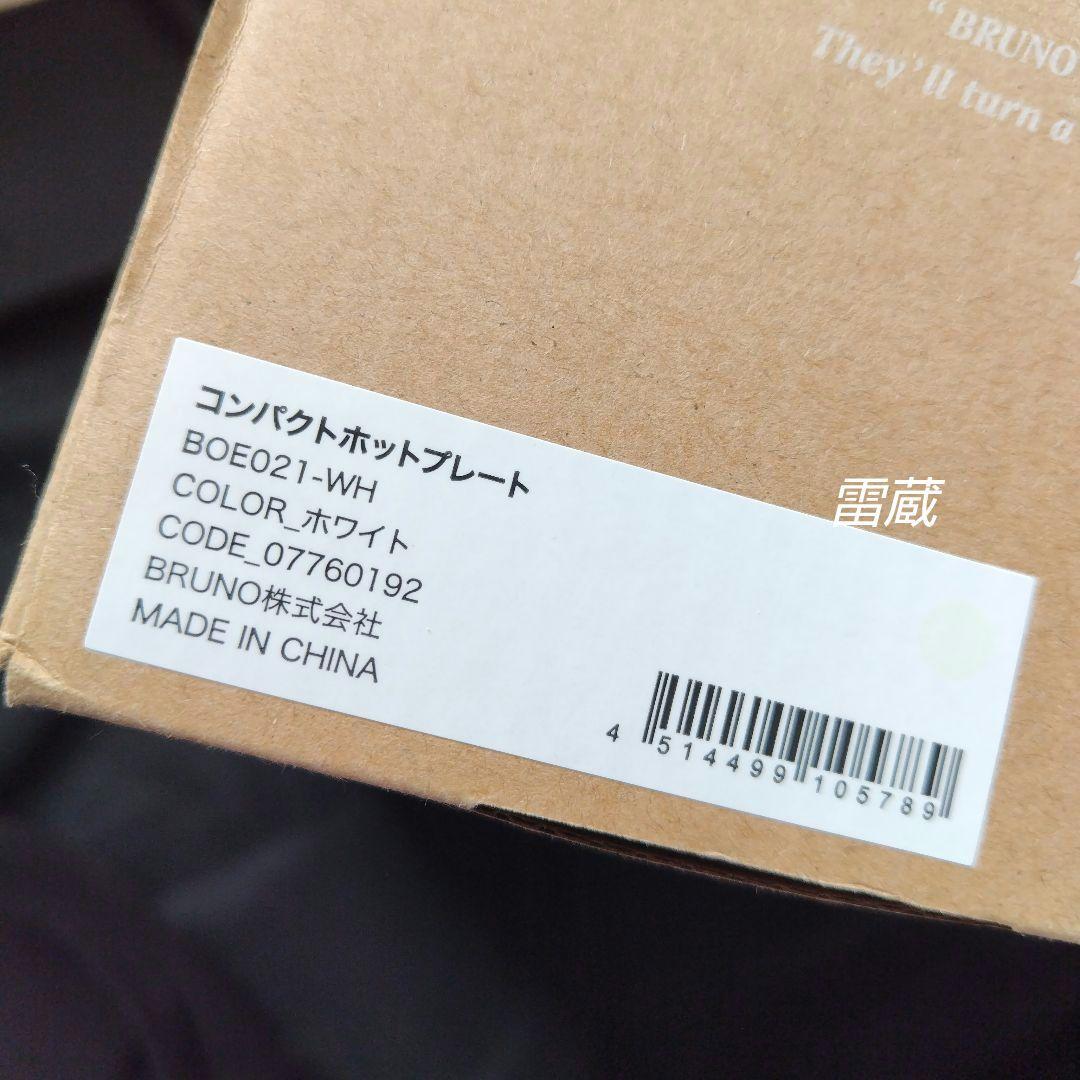 “BRUNO
They'll turn a
コンパクトホットプレート
BOE021-WH
COLOR_ホワイト
CODE_07760192
BRUNO株式会社
MADE IN CHINA
雷蔵
4 514499 105789